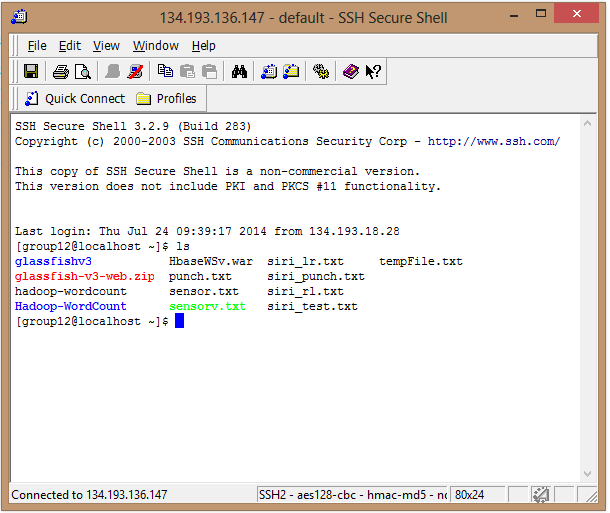 134.193.136.147 - default - SSH Secure Shell
File Edit View Window Help
Quick Connect Profiles
SSH Secure Shell 3.2.9 (Build 283)
Copyright (c) 2000-2003 SSH Communications Security Corp - http://www.ssh.com/
This copy of SSH Secure Shell is a non-commercial version.
This version does not include PKI and PKCS #11 functionality.
Last login: Thu Jul 24 09:39:17 2014 from 134.193.18.28
[group12@localhost ~]$ ls
glassfishv3 HbaseWSv.war siri_lr.txt tempFile.txt
glassfish-v3-web.zip punch.txt siri_punch.txt
hadoop-wordcount sensor.txt siri_rl.txt
Hadoop-WordCount sensorv.txt siri_test.txt
[group12@localhost ~]$
Connected to 134.193.136.147 SSH2 - aes128-cbc - hmac-md5 - 80x24